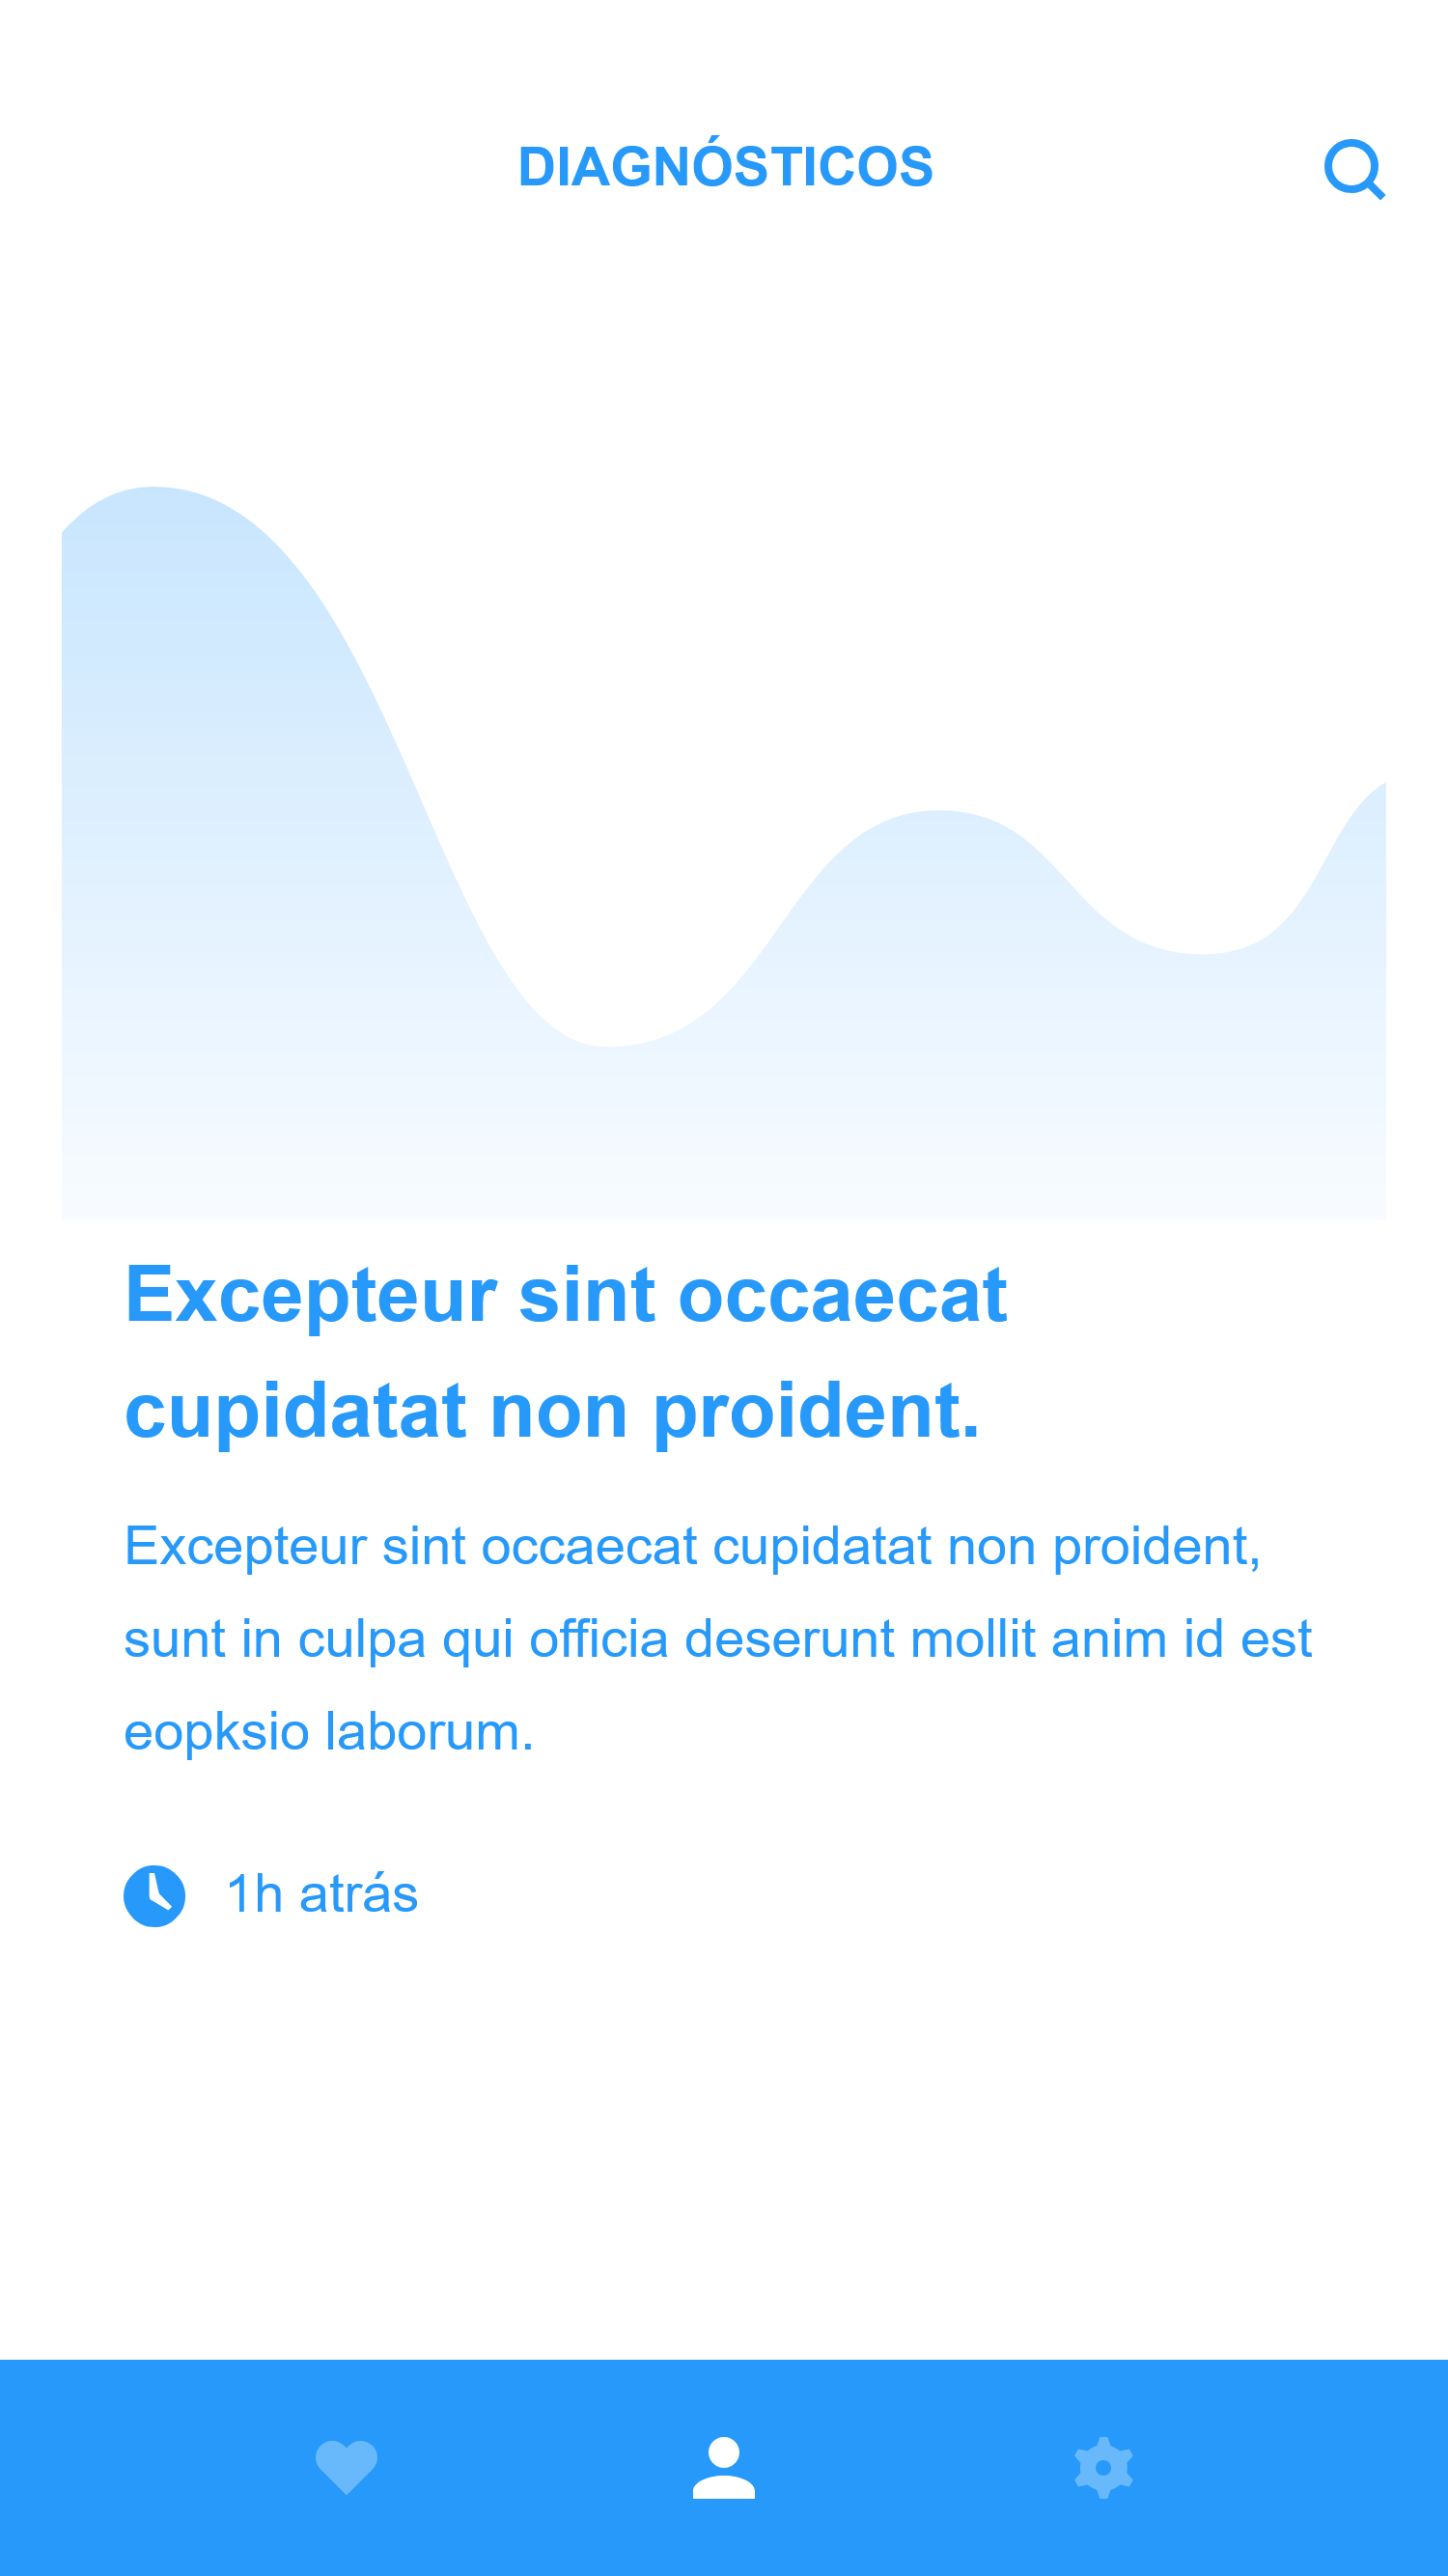 DIAGNÓSTICOS
Excepteur sint occaecat
cupidatat non proident.
Excepteur sint occaecat cupidatat non proident,
sunt in culpa qui officia deserunt mollit anim id est
eopksio laborum.
1h atrás